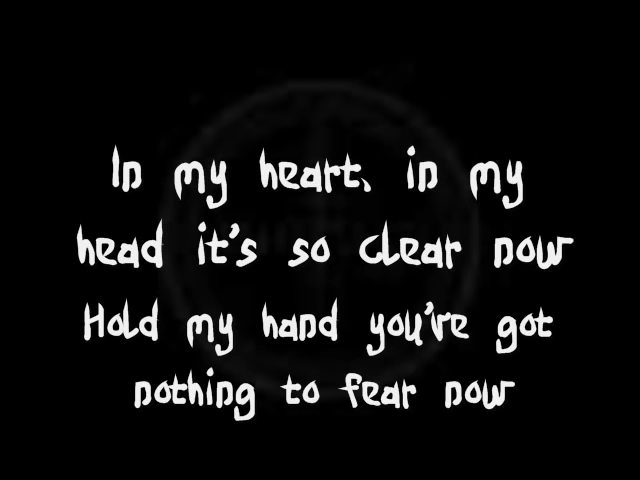 In my heart, in my
head it's so clear now
Hold my hand you've got
nothing to fear now